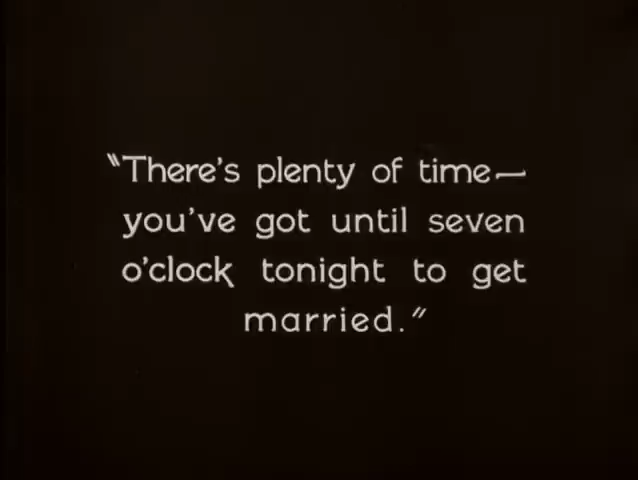 "There's plenty of time—
you've got until seven
o'clock tonight to get
married."